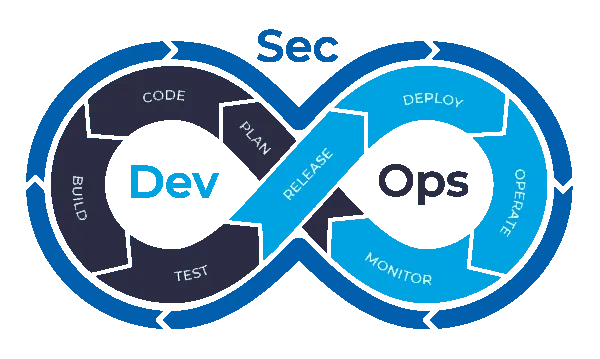 Sec
CODE
PLAN
BUILD
Dev
TEST
RELEASE
DEPLOY
Ops
OPERATE
MONITOR